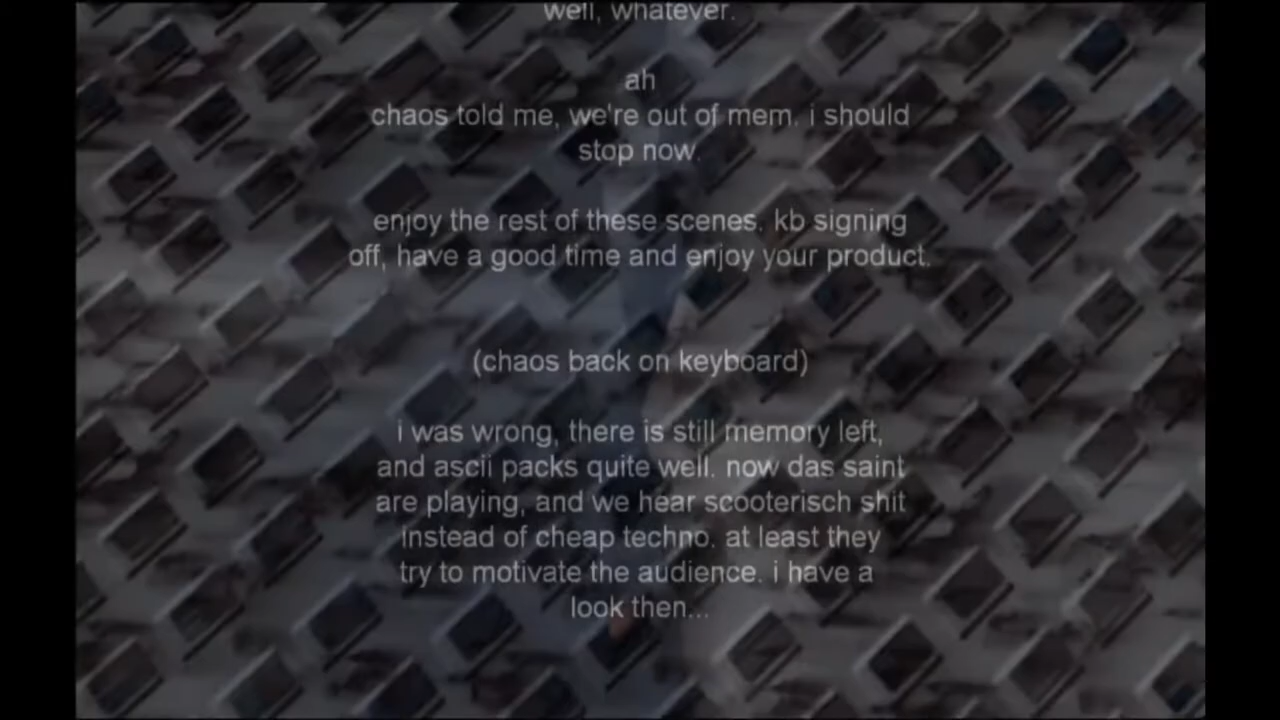 well, whatever.
ah
chaos told me, we're out of mem. i should
stop now.
enjoy the rest of these scenes. kb signing
off, have a good time and enjoy your product.
(chaos back on keyboard)
i was wrong, there is still memory left,
and ascii packs quite well. now das saint
are playing, and we hear scooterisch shit
instead of cheap techno. at least they
try to motivate the audience. i have a
look then...